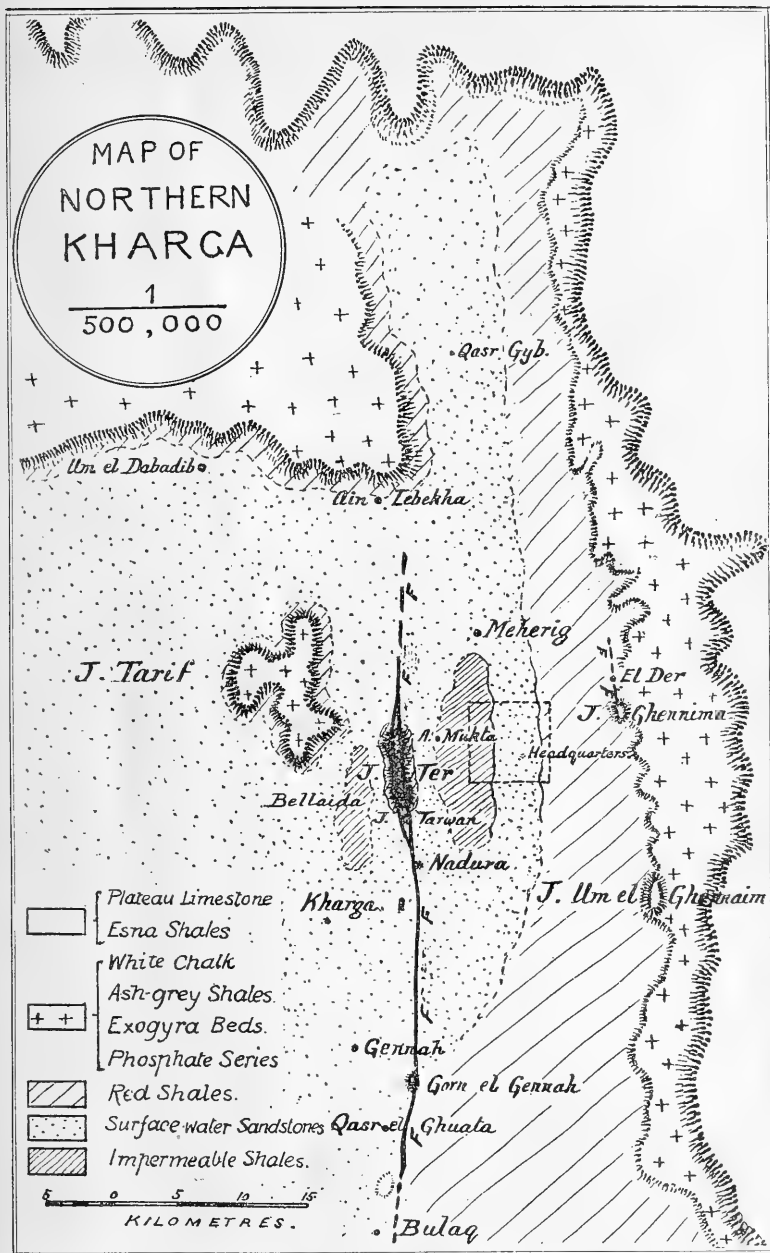 MAP OF
NORTHERN
KHARGA
1
500,000
Qasr Gyb.
Um el Dabadib
Ain Lebekha
F
F
Meherig
J. Tarif
F
El Der
F
J. Ghennima
A. Mukta
Headquarters
J. Ter
Bellaida
J. Tarwan
Nadura
J. Um el Ghennaim
Kharga
F
F
Gennah
Gorn el Gennah
Qasr el Ghuata
F
Bulaq
Plateau Limestone
Esna Shales
White Chalk
Ash-grey Shales.
Exogyra Beds.
Phosphate Series
Red Shales.
Surface-water Sandstones
Impermeable Shales.
5 0 5 10 15
KILOMETRES.